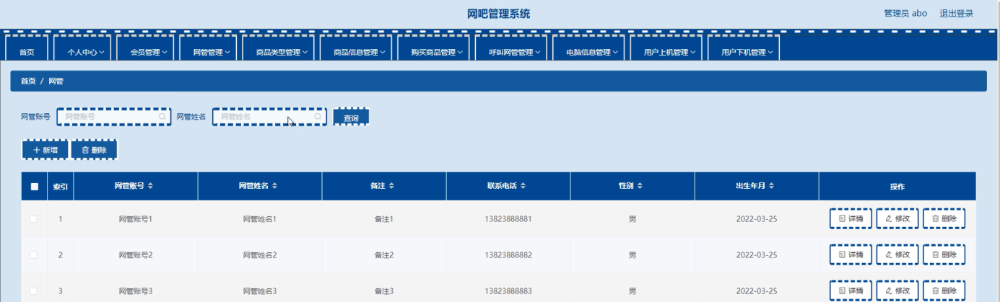 网吧管理系统
管理员 abo 退出登录
首页 个人中心 会员管理 网管管理 商品类型管理 商品信息管理 购买商品管理 呼叫网管管理 电脑信息管理 用户上机管理 用户下机管理
首页 / 网管
网管账号 网管账号 网管姓名 网管姓名 查询
新增 删除
索引 网管账号 网管姓名 备注 联系电话 性别 出生年月 操作
1 网管账号1 网管姓名1 备注1 13823888881 男 2022-03-25 详情 修改 删除
2 网管账号2 网管姓名2 备注2 13823888882 男 2022-03-25 详情 修改 删除
3 网管账号3 网管姓名3 备注3 13823888883 男 2022-03-25 详情 修改 删除